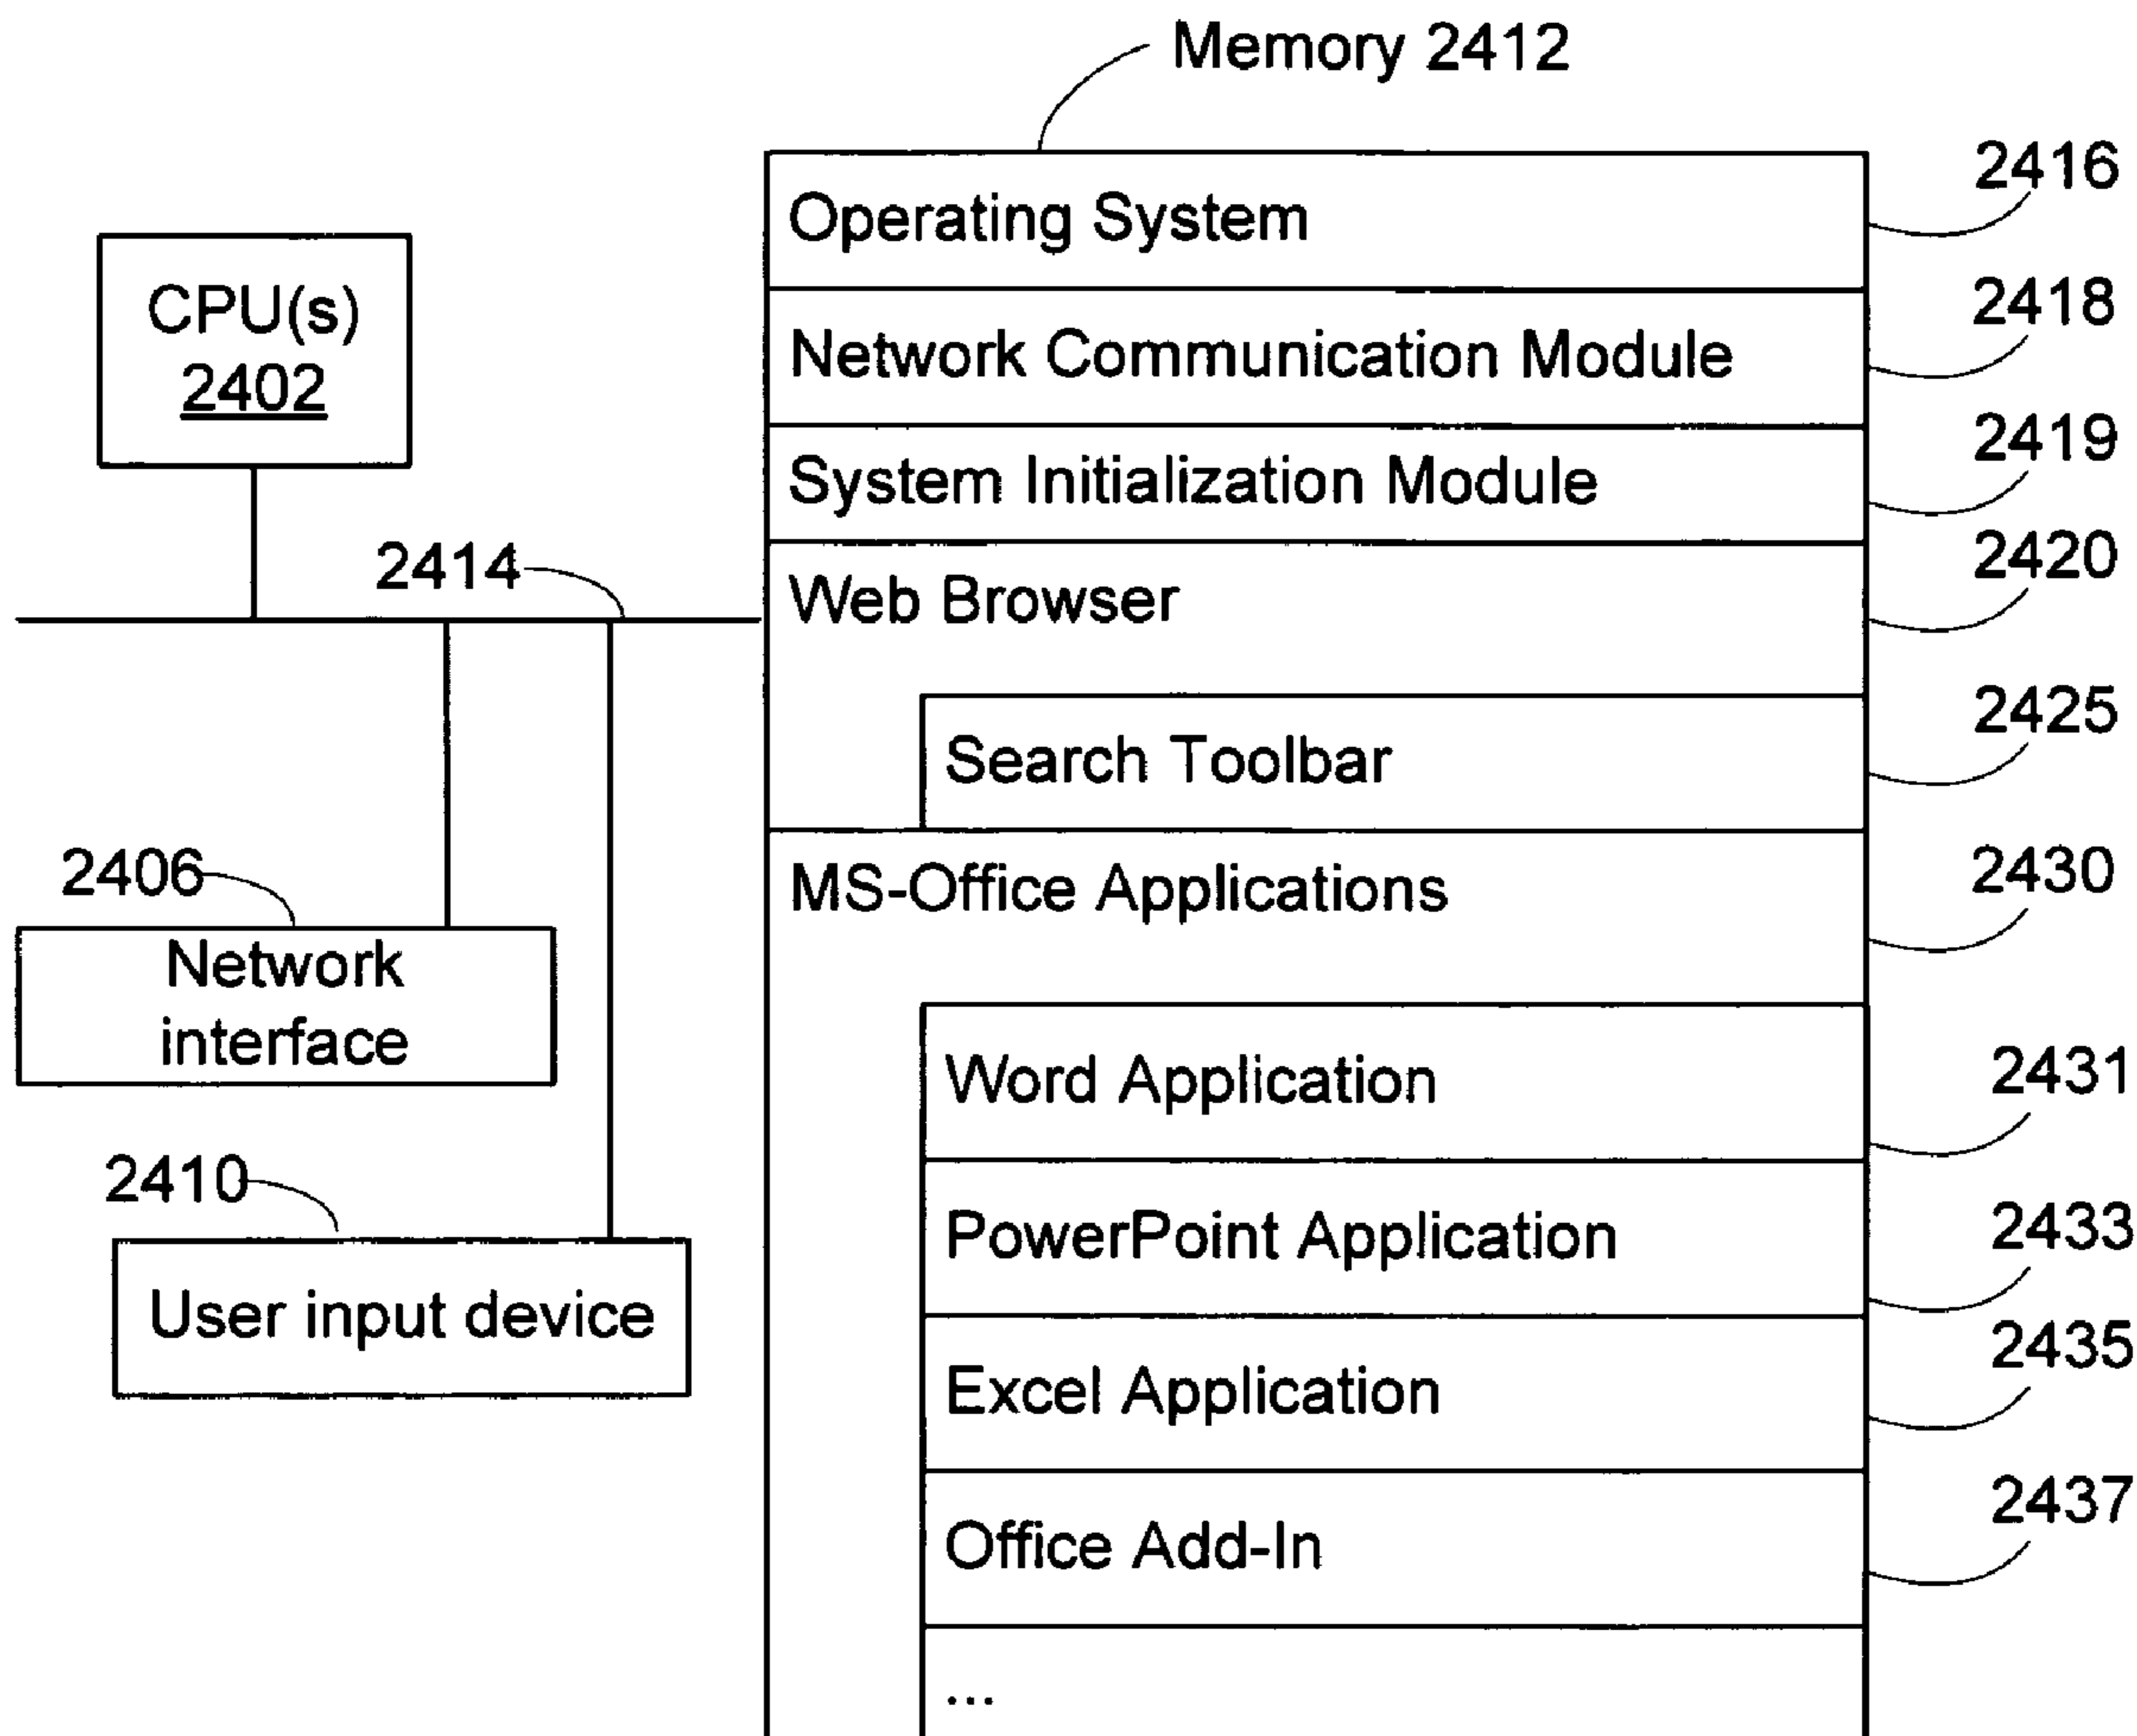 Memory 2412
Operating System
2416
CPU(s)
2402
Network Communication Module
2418
System Initialization Module
2419
2414
Web Browser
2420
Search Toolbar
2425
2406
Network
interface
MS-Office Applications
2430
Word Application
2431
2410
User input device
PowerPoint Application
2433
Excel Application
2435
Office Add-In
2437
...